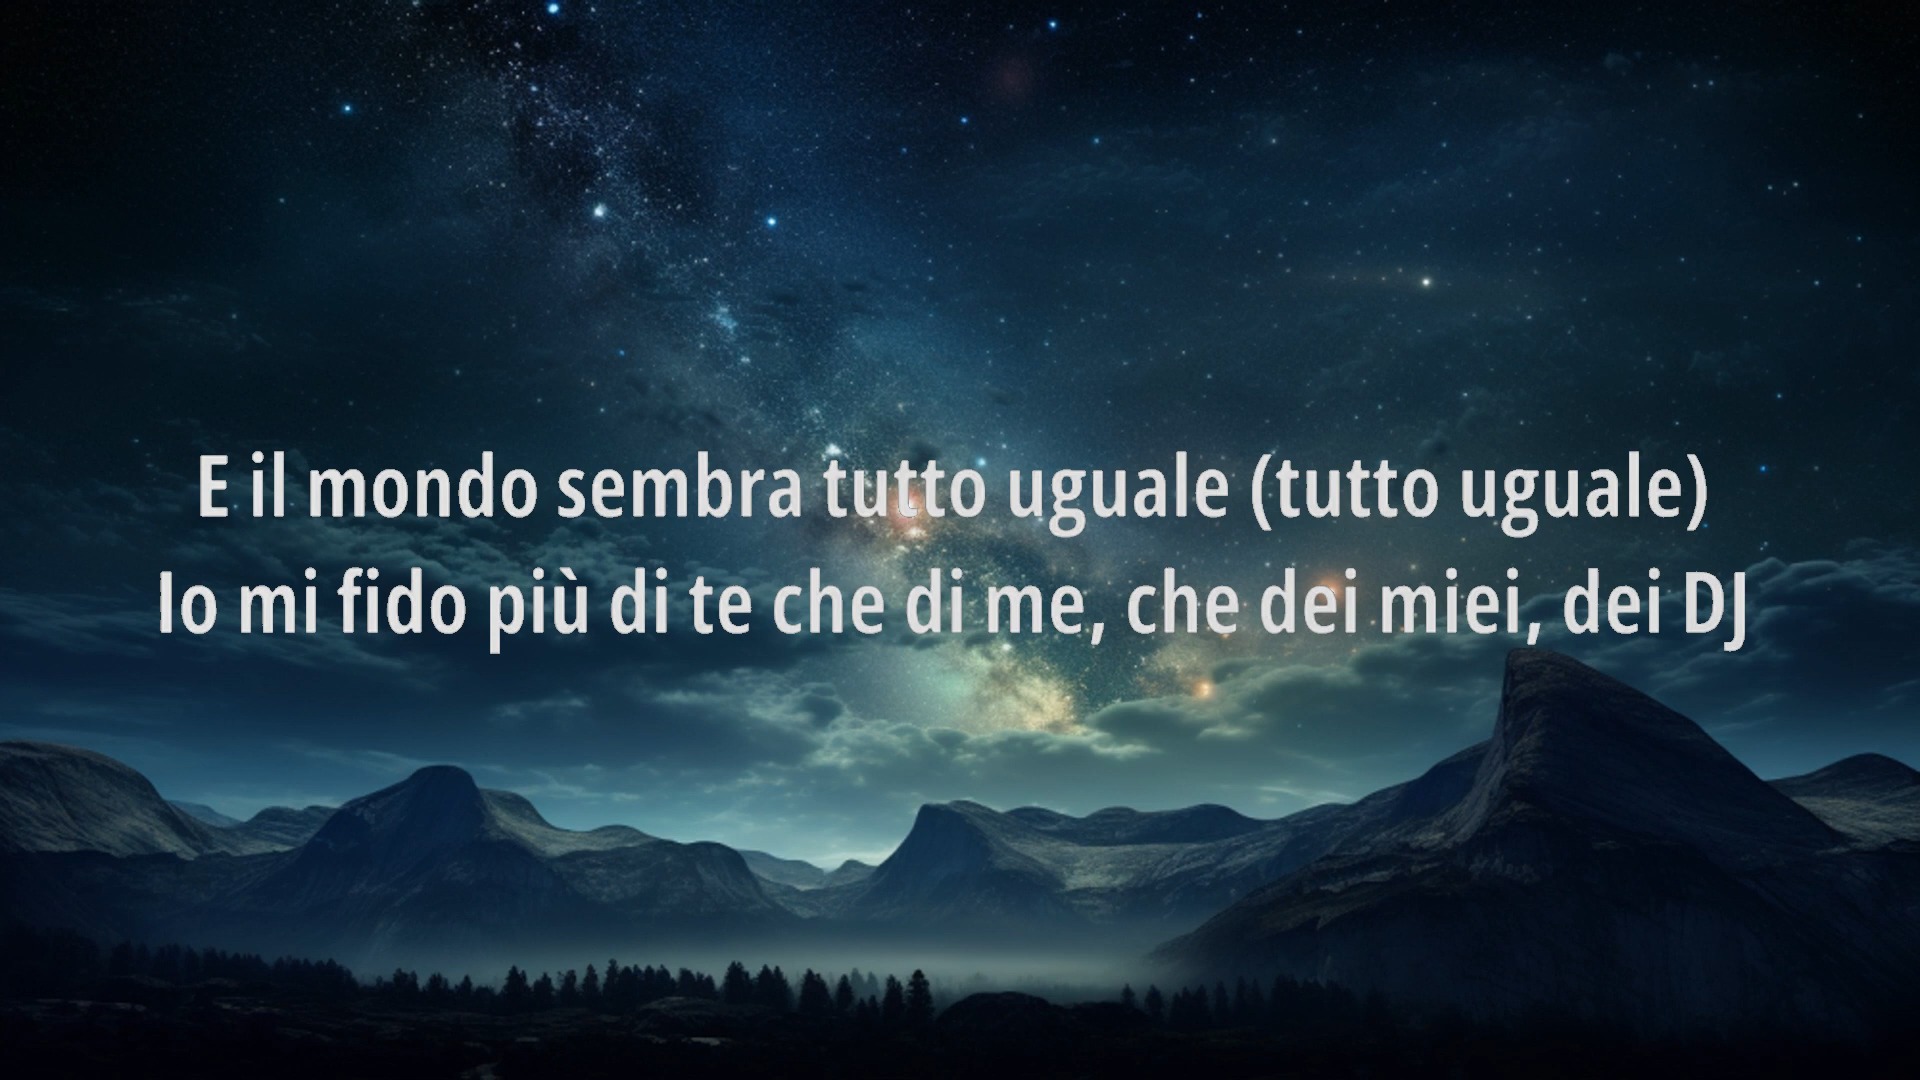 E il mondo sembra tutto uguale (tutto uguale)
Io mi fido più di te che di me, che dei miei, dei DJ